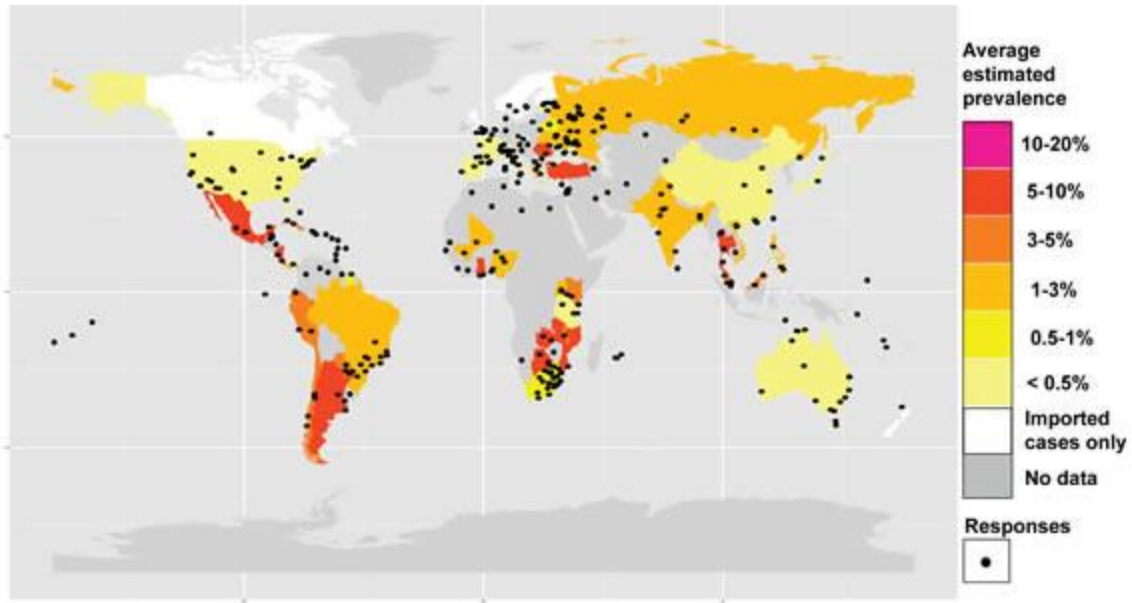 Average
estimated
prevalence
10-20%
5-10%
3-5%
1-3%
0.5-1%
< 0.5%
Imported
cases only
No data
Responses